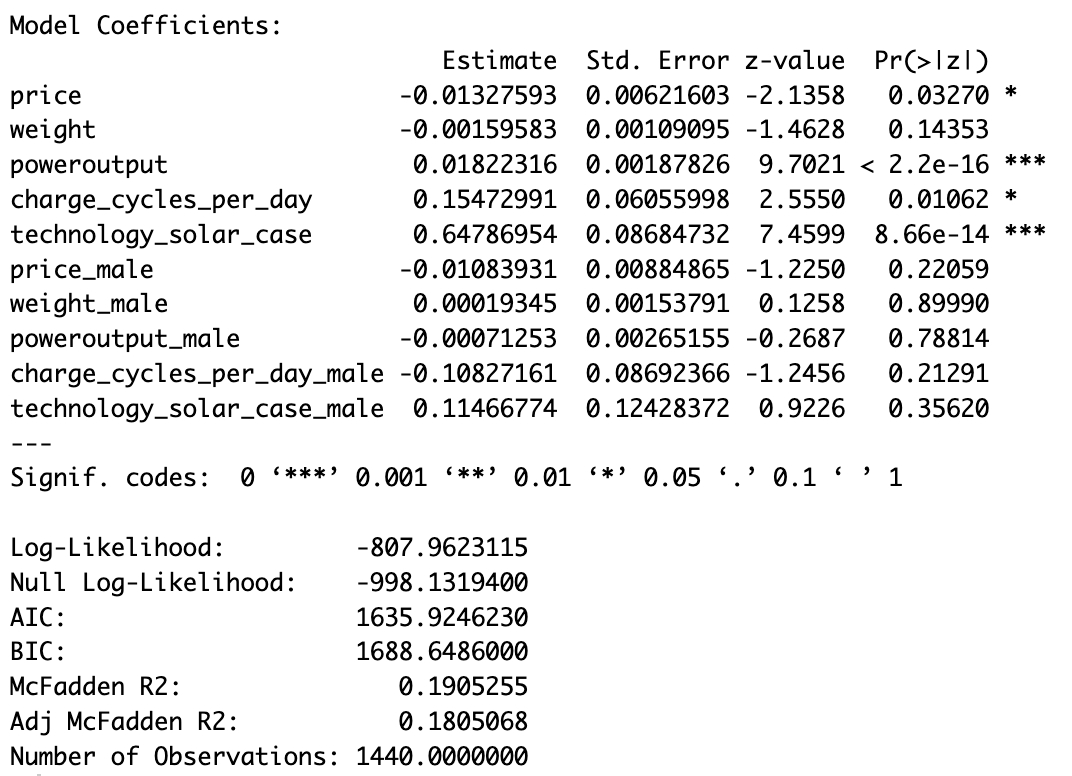 Model Coefficients:
Estimate Std. Error z-value Pr(>|z|)
price -0.01327593 0.00621603 -2.1358 0.03270 *
weight -0.00159583 0.00109095 -1.4628 0.14353
poweroutput 0.01822316 0.00187826 9.7021 < 2.2e-16 ***
charge_cycles_per_day 0.15472991 0.06055998 2.5550 0.01062 *
technology_solar_case 0.64786954 0.08684732 7.4599 8.66e-14 ***
price_male -0.01083931 0.00884865 -1.2250 0.22059
weight_male 0.00019345 0.00153791 0.1258 0.89990
poweroutput_male -0.00071253 0.00265155 -0.2687 0.78814
charge_cycles_per_day_male -0.10827161 0.08692366 -1.2456 0.21291
technology_solar_case_male 0.11466774 0.12428372 0.9226 0.35620
---
Signif. codes: 0 ‘***’ 0.001 ‘**’ 0.01 ‘*’ 0.05 ‘.’ 0.1 ‘ ’ 1
Log-Likelihood: -807.9623115
Null Log-Likelihood: -998.1319400
AIC: 1635.9246230
BIC: 1688.6486000
McFadden R2: 0.1905255
Adj McFadden R2: 0.1805068
Number of Observations: 1440.0000000